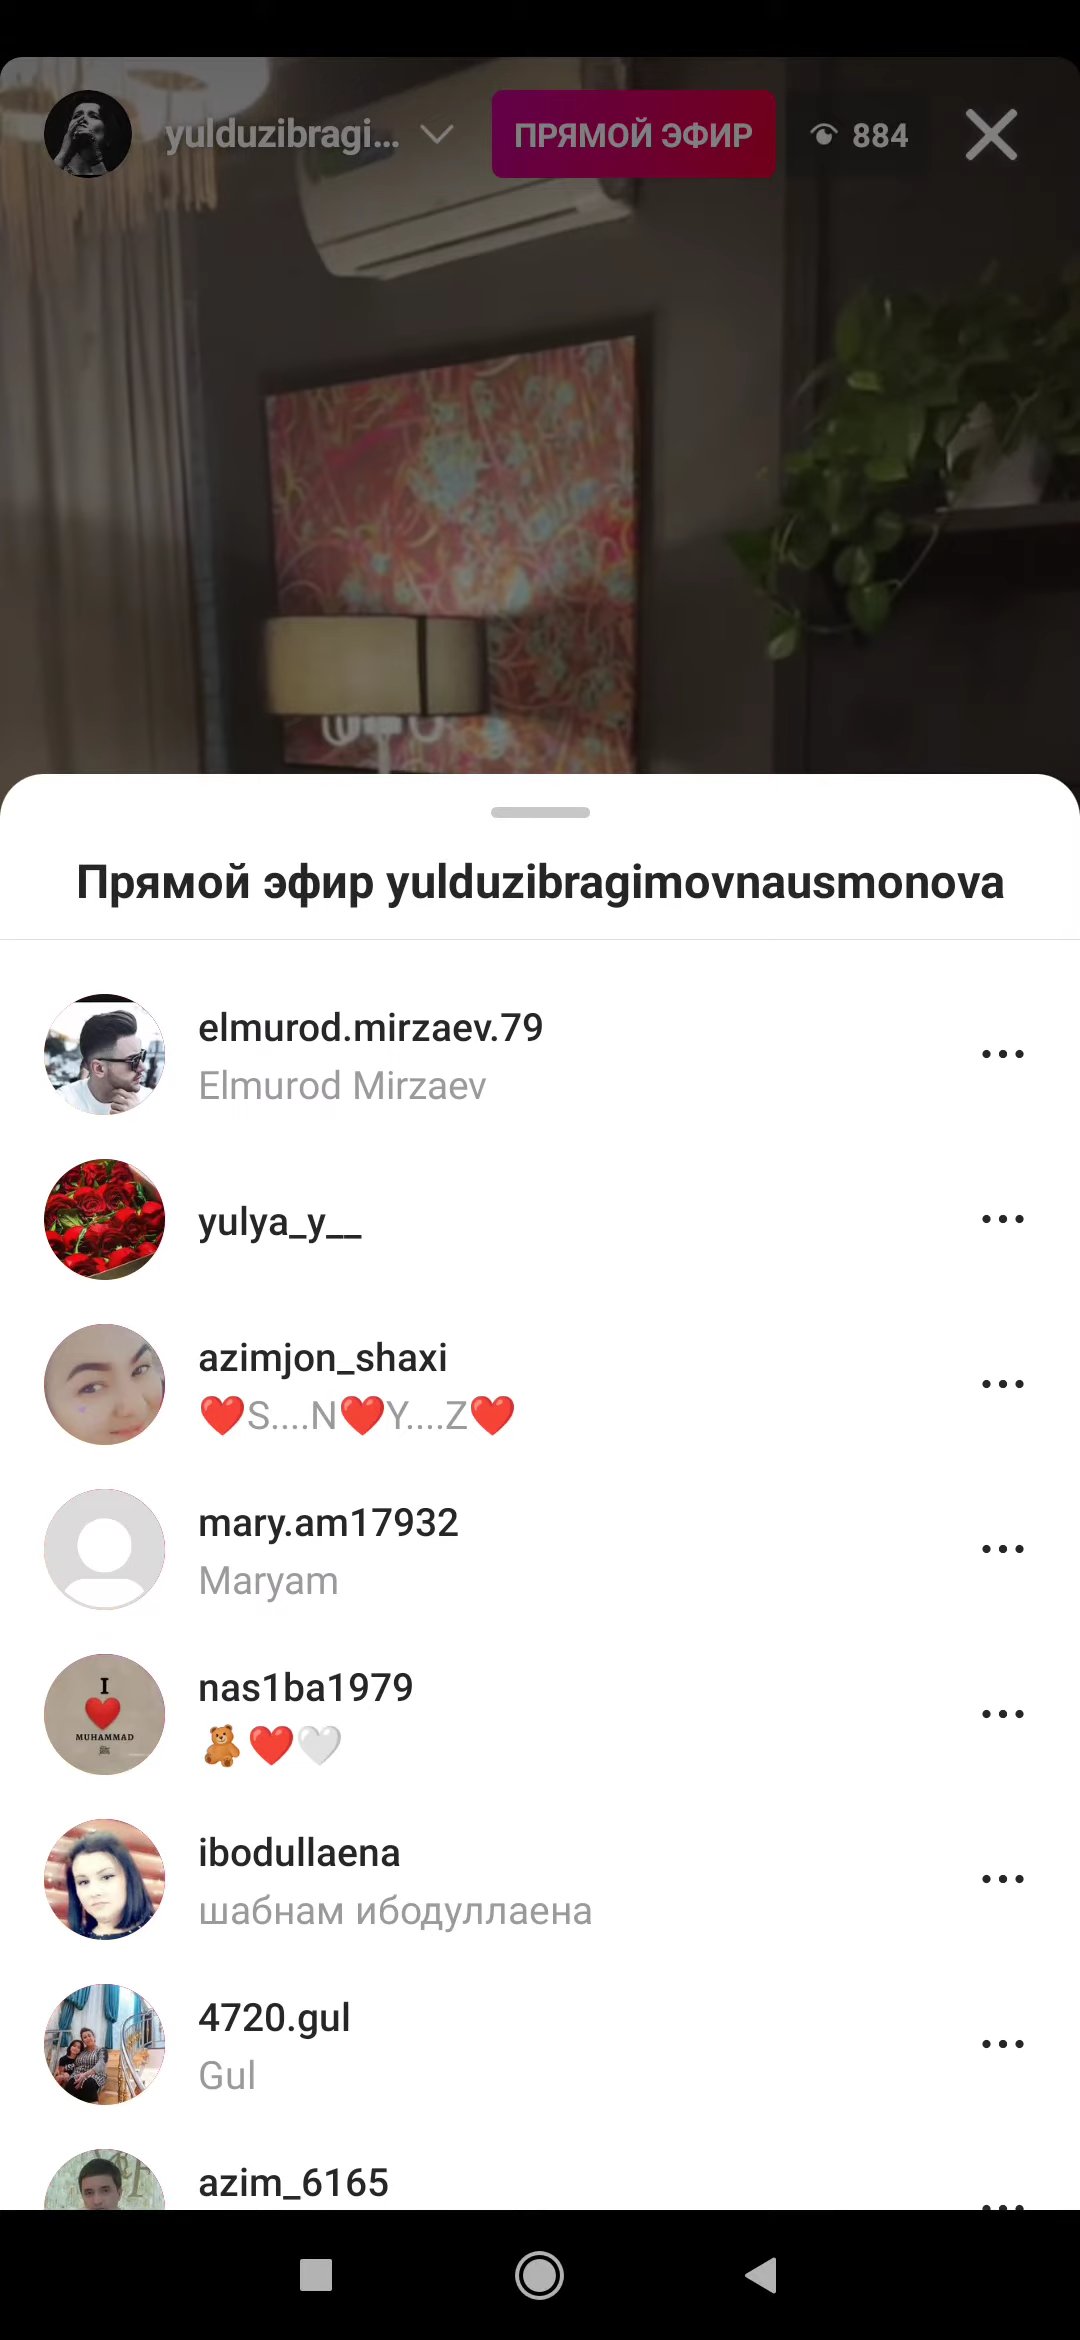 yulduzibragi...
ПРЯМОЙ ЭФИР
884
Прямой эфир yulduzibragimovnausmonova
elmurod.mirzaev.79
Elmurod Mirzaev
yulya_y__
azimjon_shaxi
❤️S....N❤️Y....Z❤️
mary.am17932
Maryam
I
MUHAMMAD
nas1ba1979
🧸❤️🤍
ibodullaena
шабнам ибодуллаена
4720.gul
Gul
azim_6165